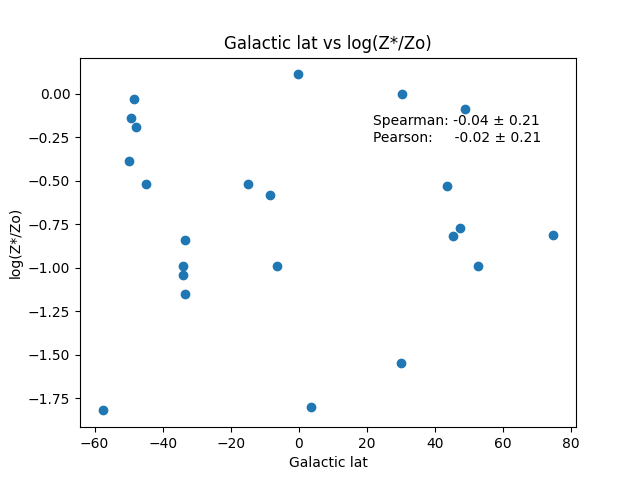 Galactic lat vs log(Z*/Zo)
Spearman: -0.04 ± 0.21
Pearson: -0.02 ± 0.21
log(Z*/Zo)
0.00
−0.25
−0.50
−0.75
−1.00
−1.25
−1.50
−1.75
−60 −40 −20 0 20 40 60 80
Galactic lat